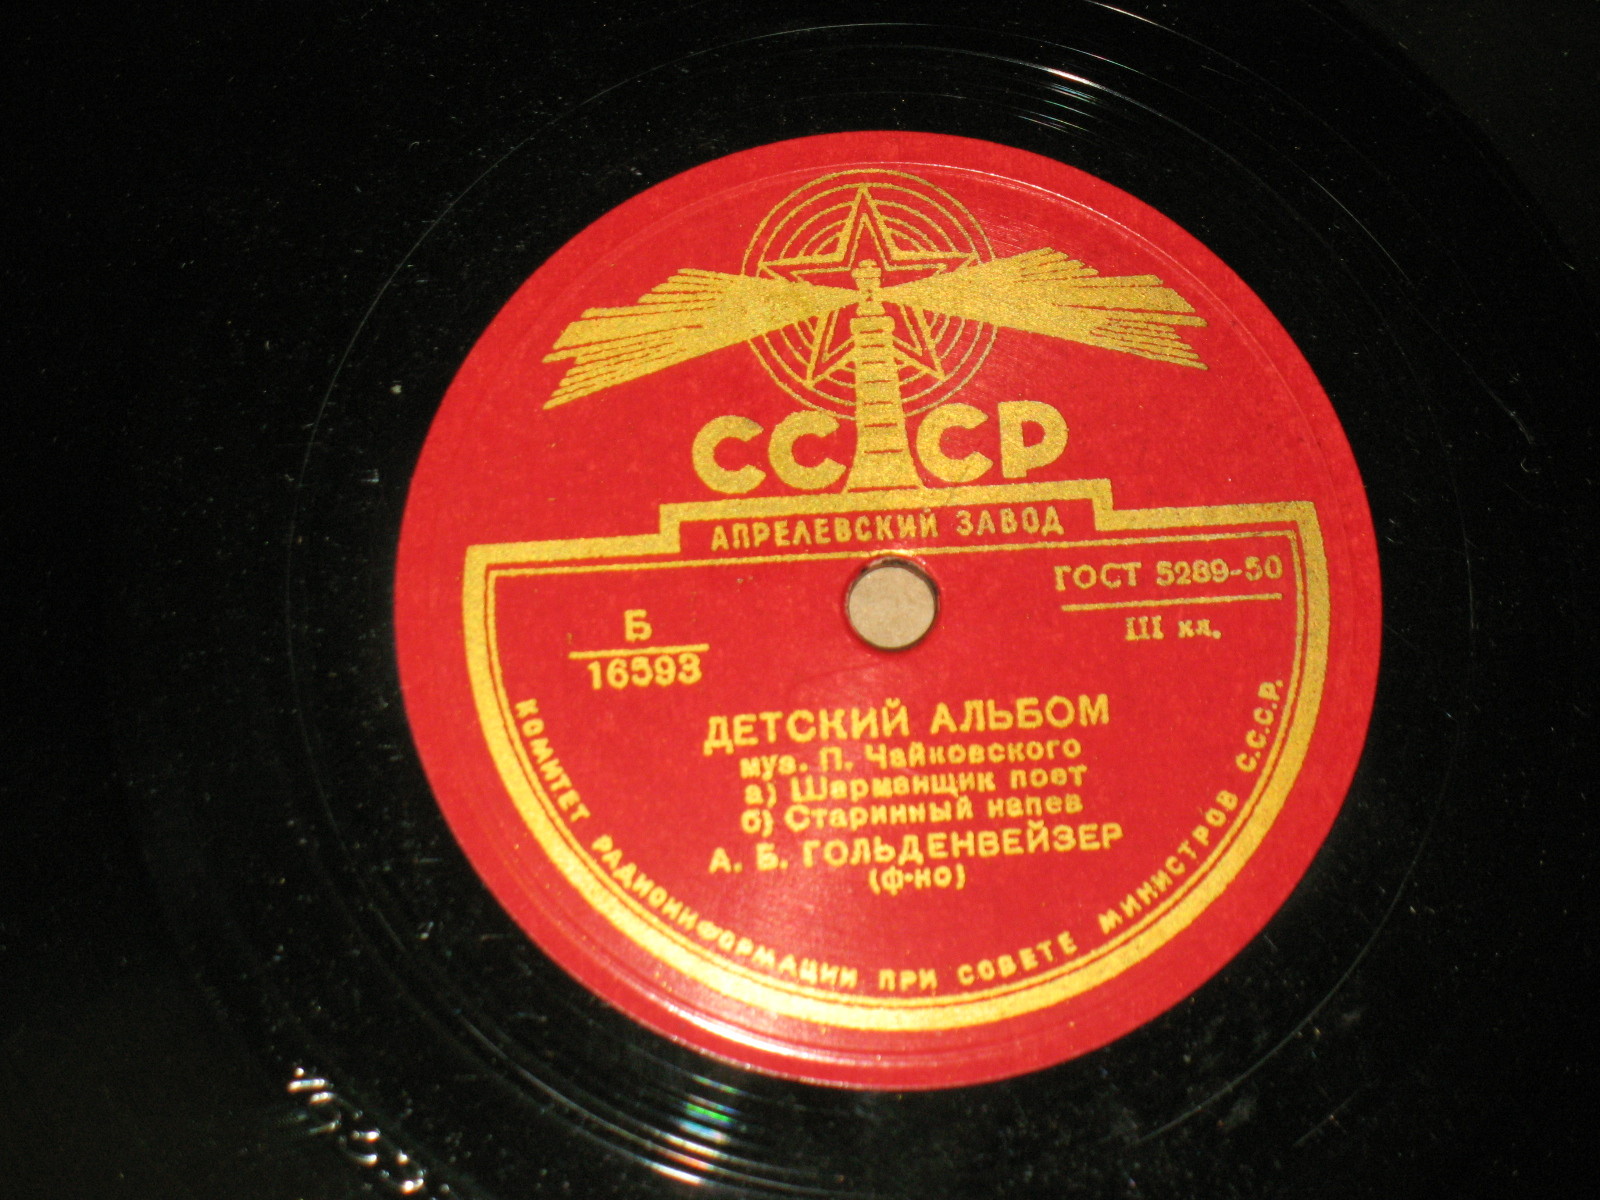 СССР
АПРЕЛЕВСКИЙ ЗАВОД
ГОСТ 5289-50
III кл.
Б
16593
ДЕТСКИЙ АЛЬБОМ
муз. П. Чайковского
а) Шарманщик поет
б) Старинный напев
А. Б. ГОЛЬДЕНВЕЙЗЕР
(ф-но)
КОМИТЕТ РАДИОИНФОРМАЦИИ ПРИ СОВЕТЕ МИНИСТРОВ С.С.С.Р.